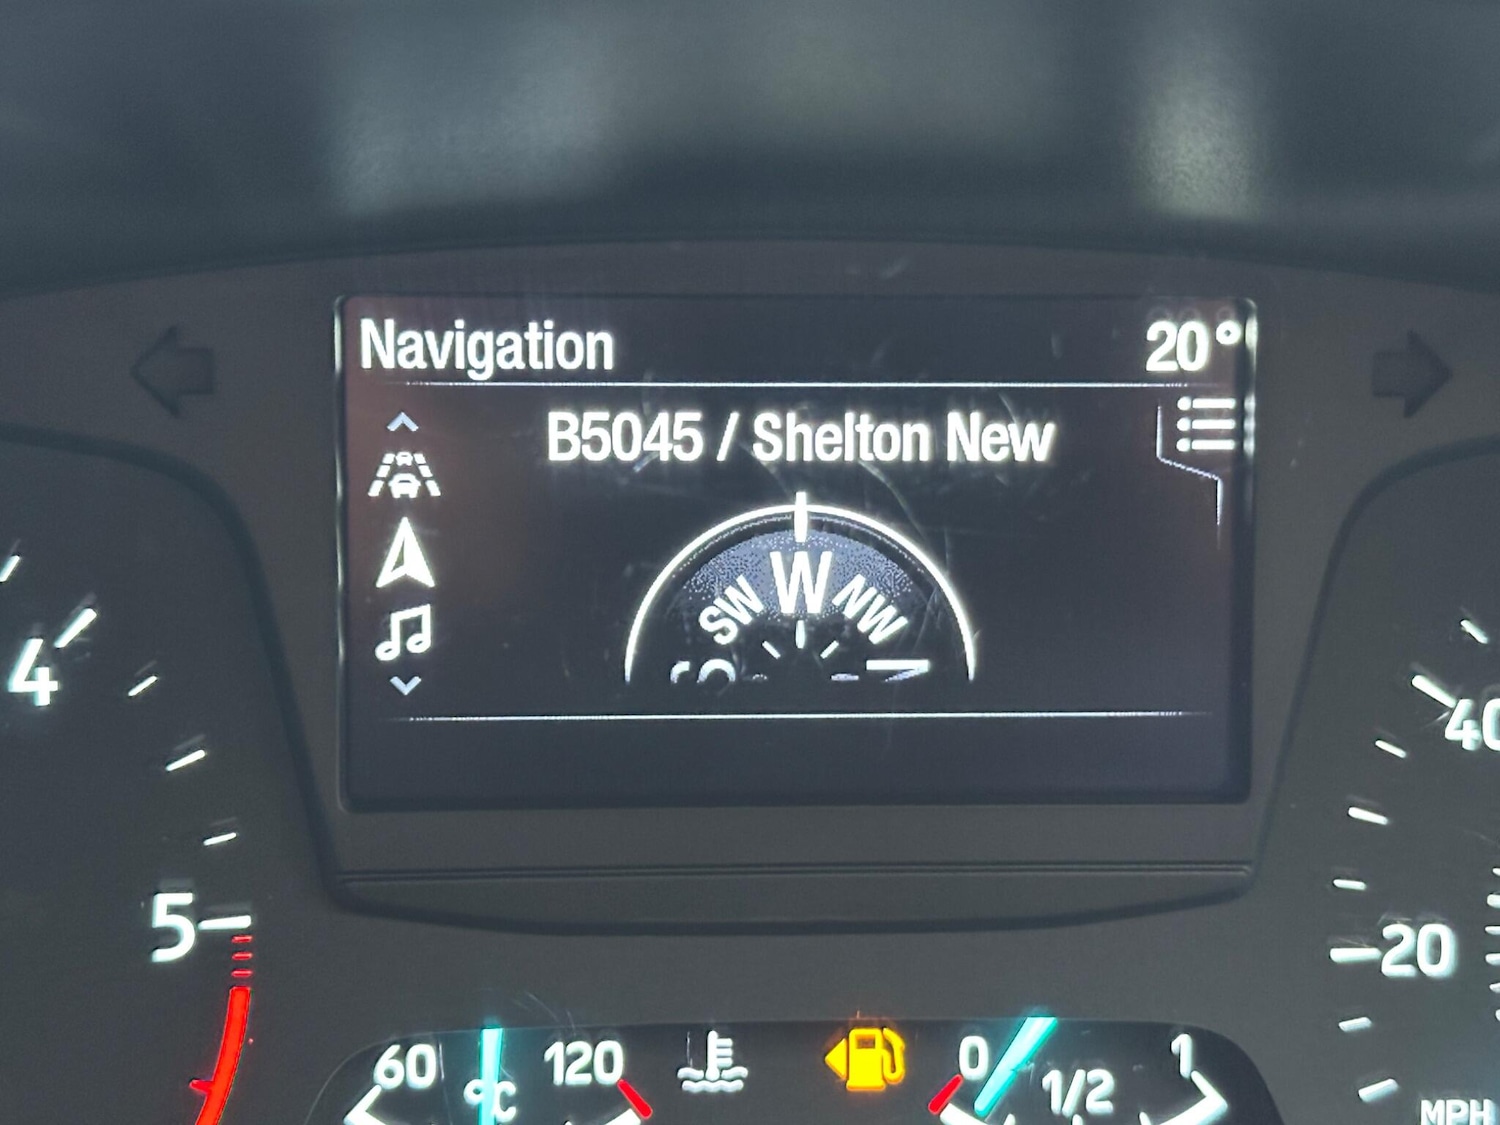 Navigation 20°
B5045 / Shelton New
SW W NW
S N
4
5
40
20
MPH
60 °C 120
0 1/2 1